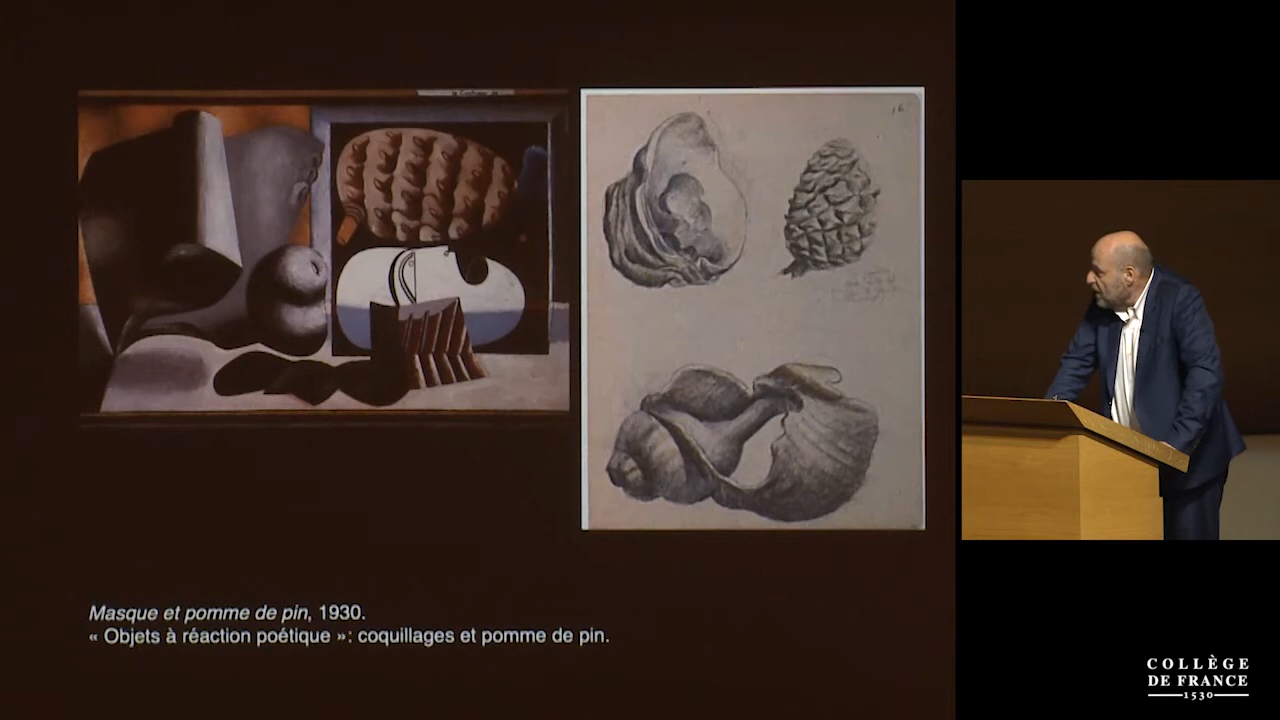 Masque et pomme de pin, 1930.
« Objets à réaction poétique »: coquillages et pomme de pin.
COLLÈGE
DE FRANCE
1530